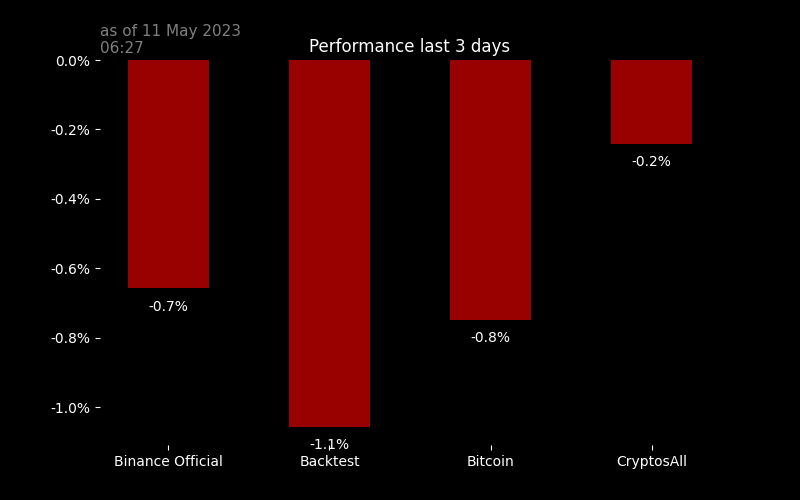 as of 11 May 2023
06:27
Performance last 3 days
0.0%
-0.2%
-0.4%
-0.6%
-0.8%
-1.0%
-0.7%
-1.1%
-0.8%
-0.2%
Binance Official
Backtest
Bitcoin
CryptosAll